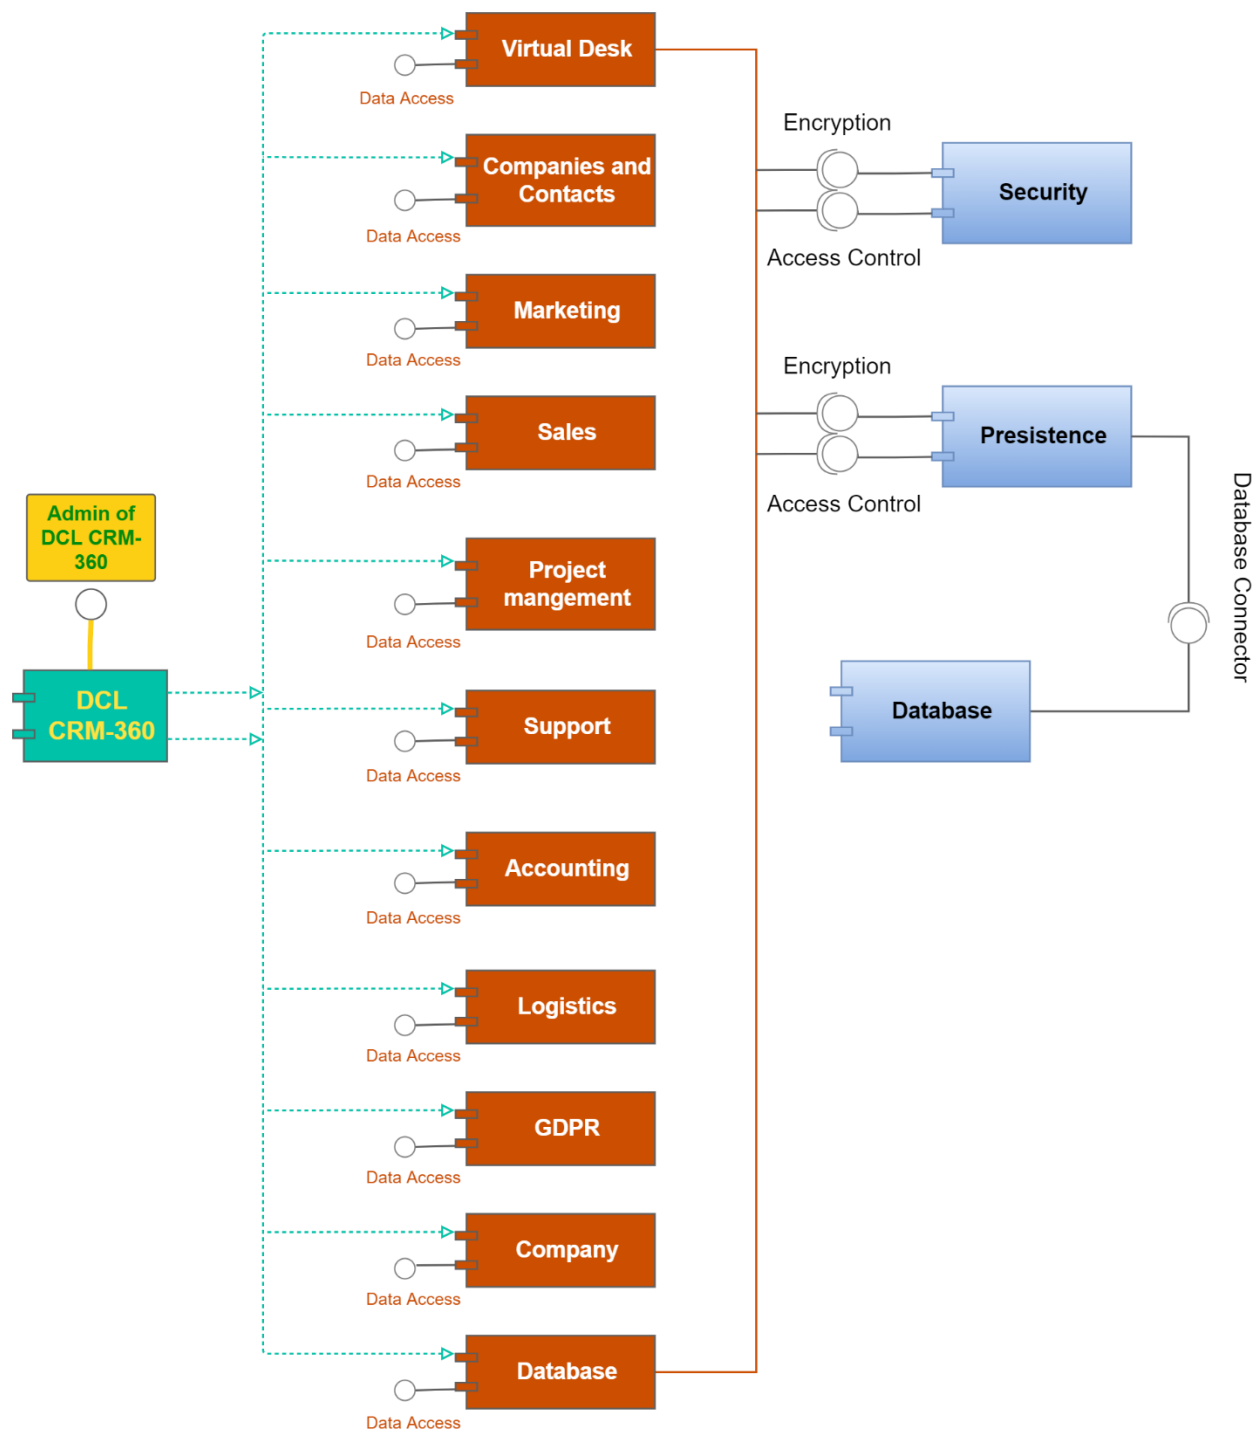 Virtual Desk
Data Access
Companies and
Contacts
Data Access
Marketing
Data Access
Sales
Data Access
Project
mangement
Data Access
Support
Data Access
Accounting
Data Access
Logistics
Data Access
GDPR
Data Access
Company
Data Access
Database
Data Access
Admin of
DCL CRM-
360
DCL
CRM-360
Encryption
Security
Access Control
Encryption
Presistence
Access Control
Database Connector
Database